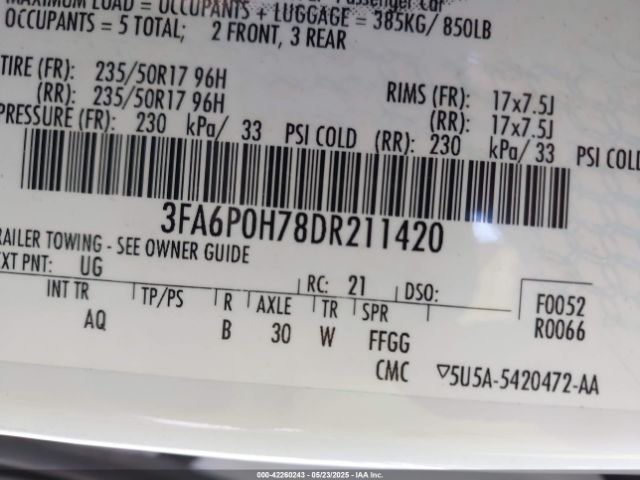 MAXIMUM LOAD = OCCUPANTS + LUGGAGE = 385KG/ 850LB
OCCUPANTS = 5 TOTAL; 2 FRONT, 3 REAR
TIRE (FR): 235/50R17 96H RIMS (FR): 17x7.5J
(RR): 235/50R17 96H (RR): 17x7.5J
PRESSURE (FR): 230 kPa/ 33 PSI COLD (RR): 230 kPa/ 33 PSI COLD
3FA6P0H78DR211420
RAILER TOWING - SEE OWNER GUIDE
EXT PNT: UG RC: 21 DSO:
INT TR TP/PS R AXLE TR SPR F0052
AQ B 30 W FFGG R0066
CMC ▽5U5A-5420472-AA
000-42260243 - 05/23/2025 - IAA Inc.